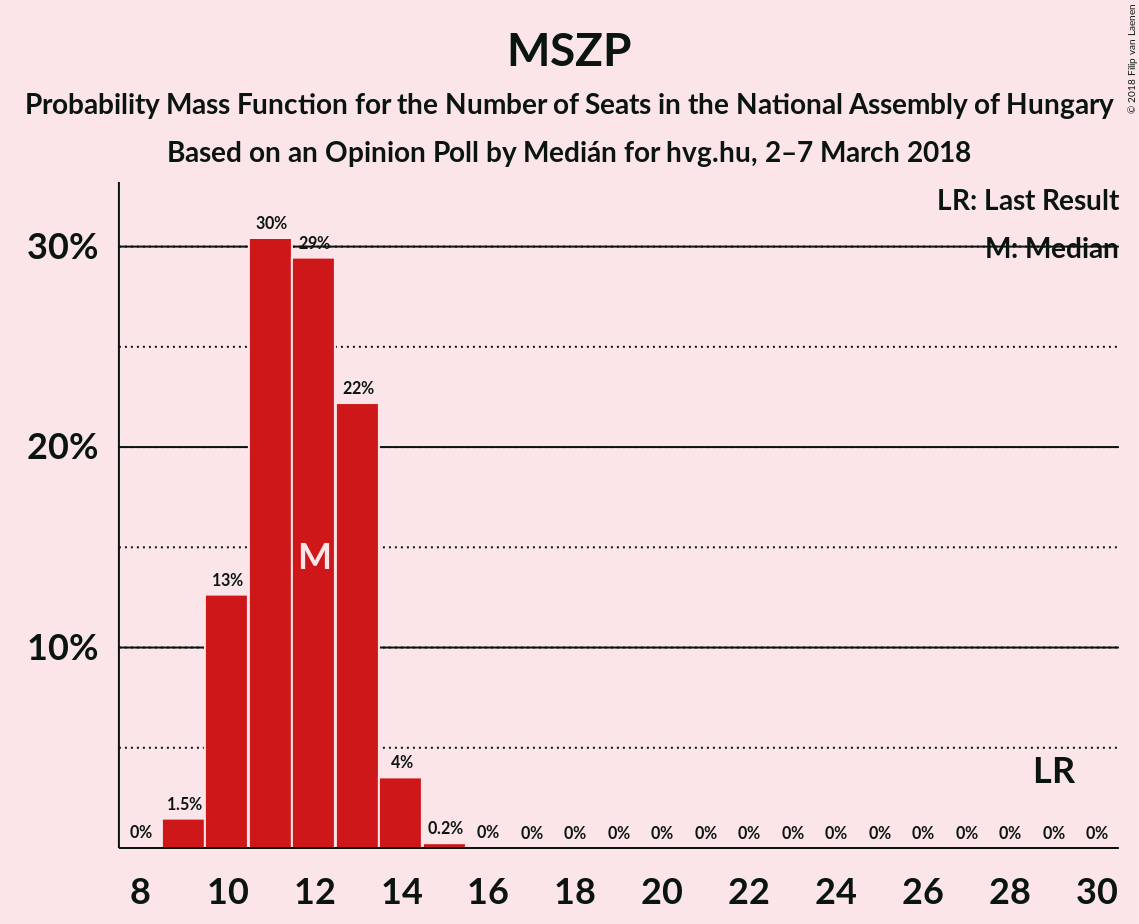 MSZP
Probability Mass Function for the Number of Seats in the National Assembly of Hungary
Based on an Opinion Poll by Medián for hvg.hu, 2–7 March 2018
© 2018 Filip van Laenen
LR: Last Result
M: Median
30%
20%
10%
0% 1.5% 13% 30% 29% 22% 4% 0.2% 0% 0% 0% 0% 0% 0% 0% 0% 0% 0% 0% 0% 0% 0% 0%
M
LR
8 10 12 14 16 18 20 22 24 26 28 30